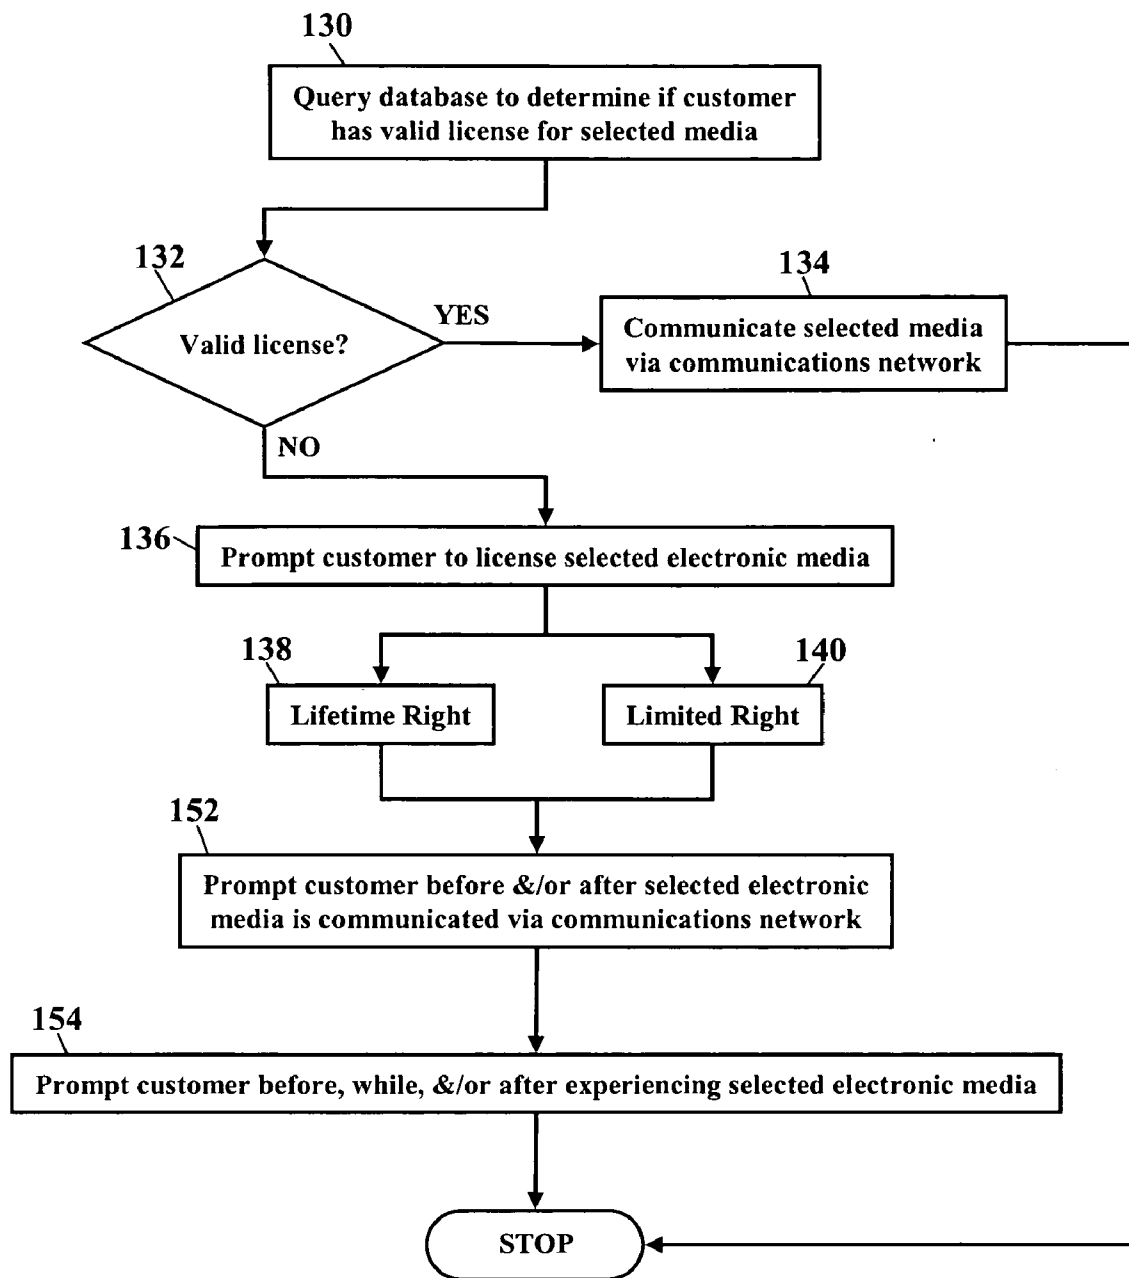 130
Query database to determine if customer
has valid license for selected media
132
Valid license?
YES
134
Communicate selected media
via communications network
NO
136
Prompt customer to license selected electronic media
138
Lifetime Right
140
Limited Right
152
Prompt customer before &/or after selected electronic
media is communicated via communications network
154
Prompt customer before, while, &/or after experiencing selected electronic media
STOP